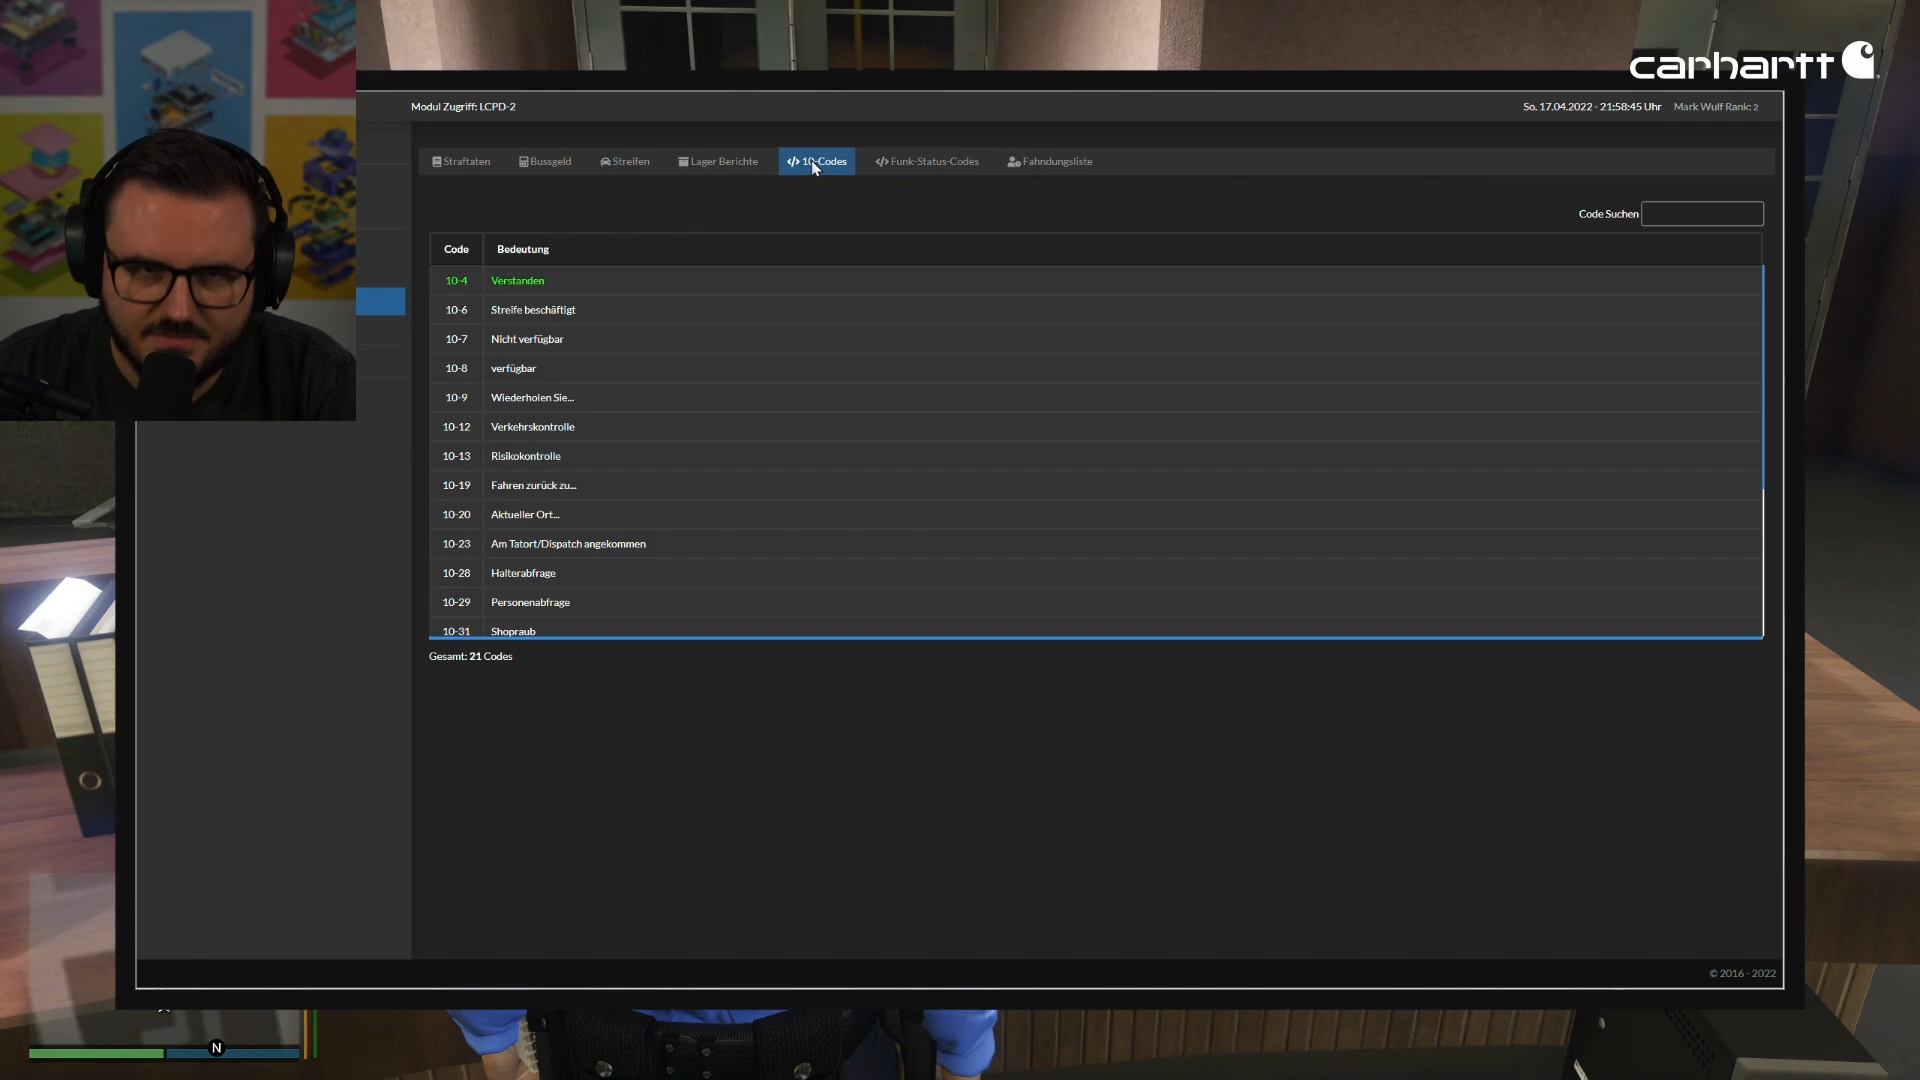 carhartt
Modul Zugriff: LCPD-2
So. 17.04.2022 - 21:58:45 Uhr Mark Wulf Rank: 2
Straftaten Bussgeld Streifen Lager Berichte 10-Codes Funk-Status-Codes Fahndungsliste
Code Suchen
Code Bedeutung
10-4 Verstanden
10-6 Streife beschäftigt
10-7 Nicht verfügbar
10-8 verfügbar
10-9 Wiederholen Sie...
10-12 Verkehrskontrolle
10-13 Risikokontrolle
10-19 Fahren zurück zu...
10-20 Aktueller Ort...
10-23 Am Tatort/Dispatch angekommen
10-28 Halterabfrage
10-29 Personenabfrage
10-31 Shopraub
Gesamt: 21 Codes
© 2016 - 2022
N